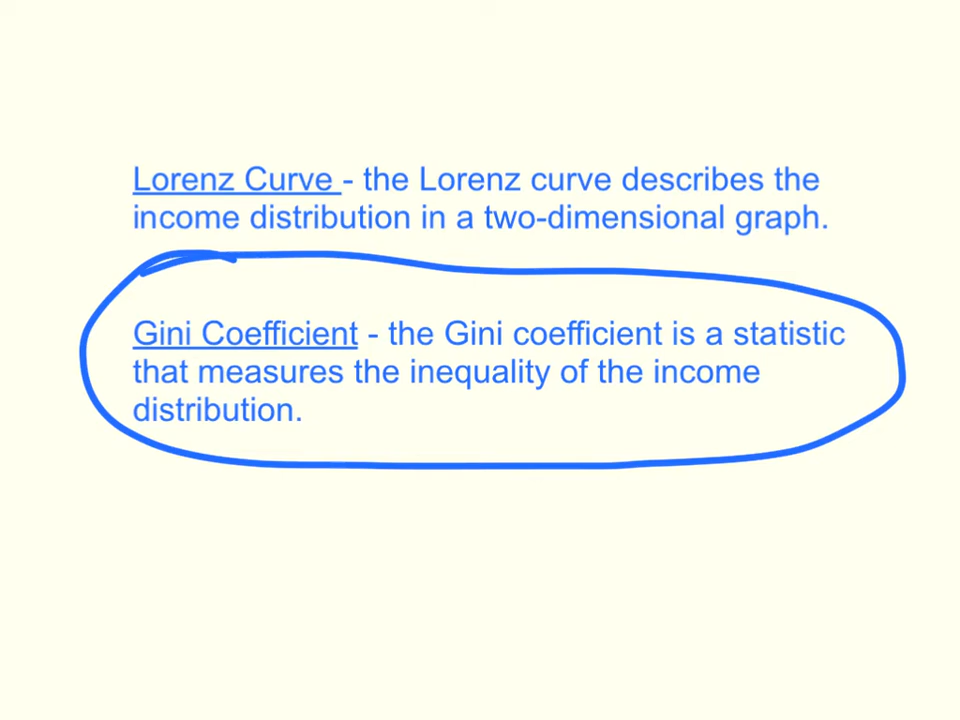 Lorenz Curve - the Lorenz curve describes the
income distribution in a two-dimensional graph.
Gini Coefficient - the Gini coefficient is a statistic
that measures the inequality of the income
distribution.